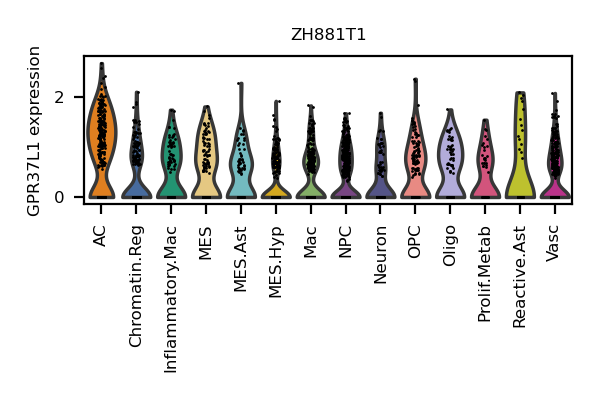 ZH881T1
GPR37L1 expression
2
0
AC
Chromatin.Reg
Inflammatory.Mac
MES
MES.Ast
MES.Hyp
Mac
NPC
Neuron
OPC
Oligo
Prolif.Metab
Reactive.Ast
Vasc